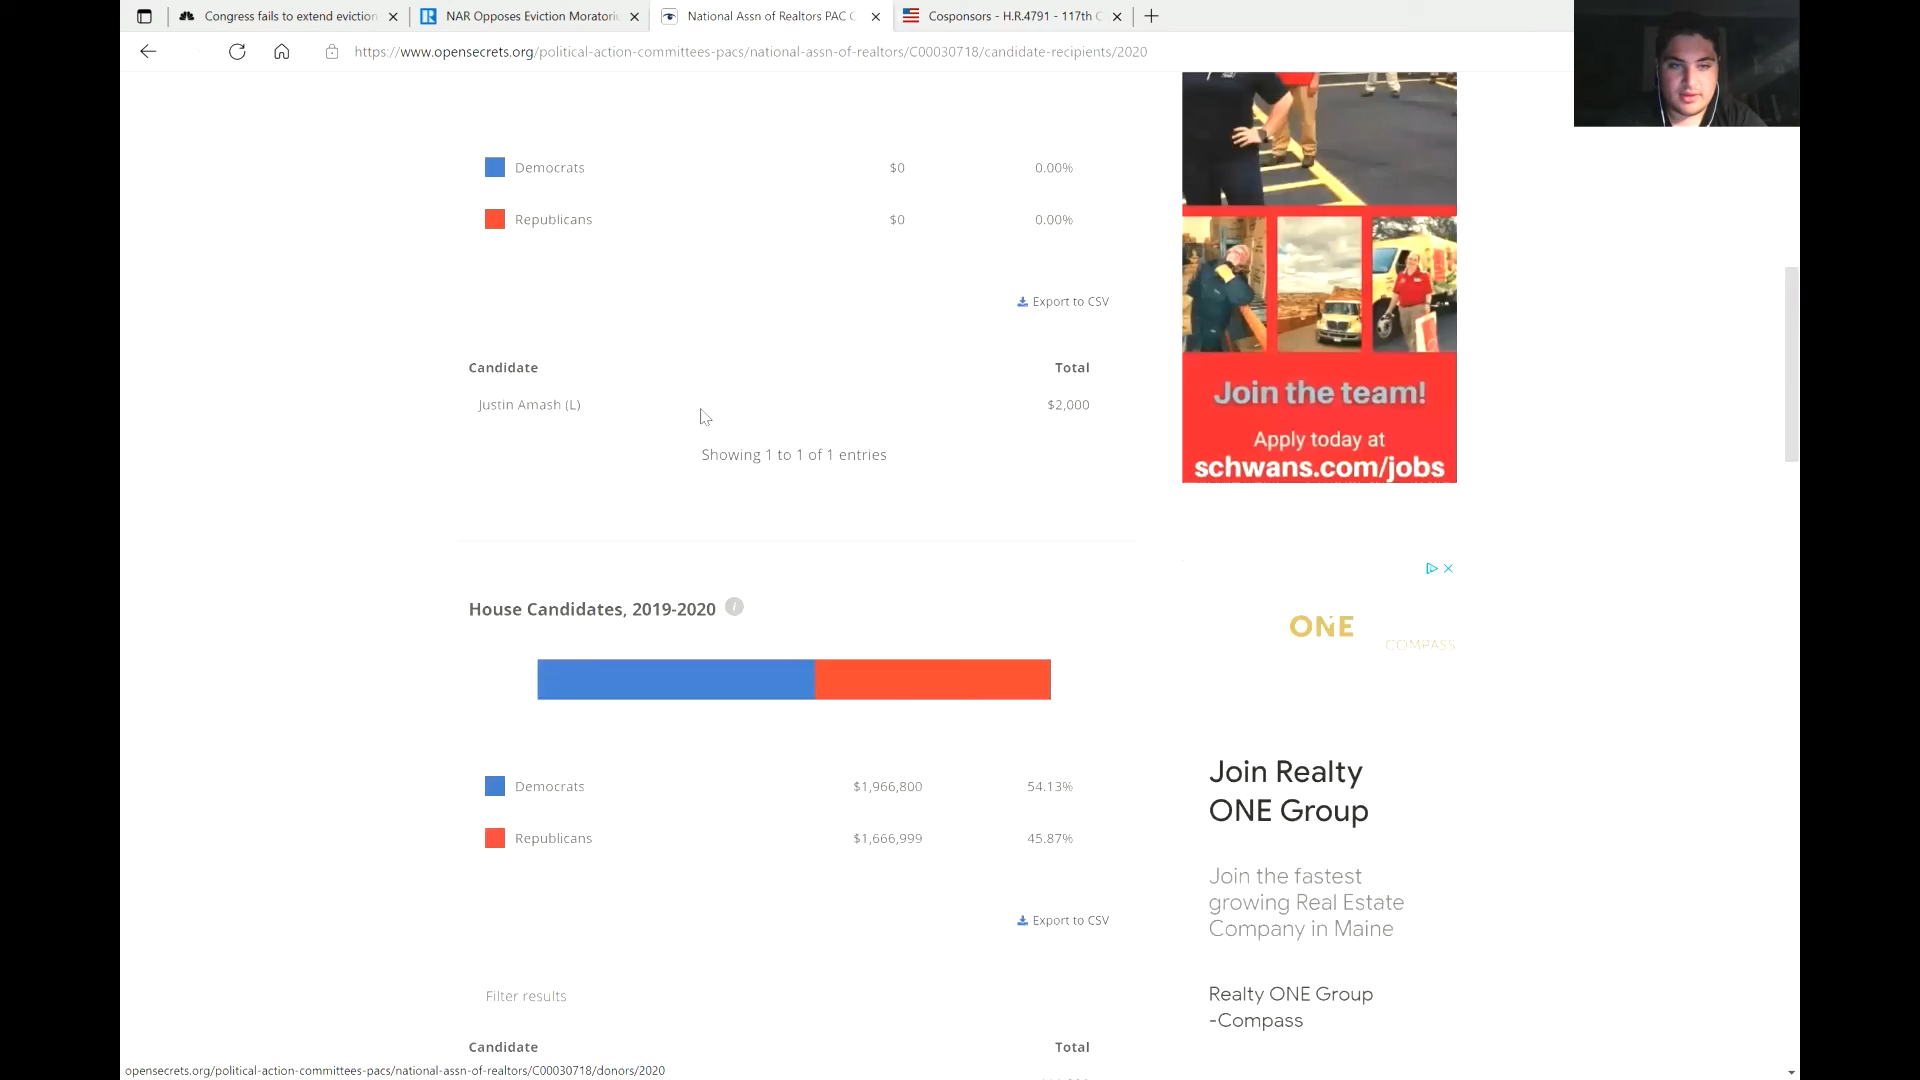 Congress fails to extend eviction
NAR Opposes Eviction Moratori
National Assn of Realtors PAC C
Cosponsors - H.R.4791 - 117th C
https://www.opensecrets.org/political-action-committees-pacs/national-assn-of-realtors/C00030718/candidate-recipients/2020
Democrats $0 0.00%
Republicans $0 0.00%
Export to CSV
Candidate Total
Justin Amash (L) $2,000
Showing 1 to 1 of 1 entries
House Candidates, 2019-2020
Democrats $1,966,800 54.13%
Republicans $1,666,999 45.87%
Export to CSV
Filter results
Candidate Total
opensecrets.org/political-action-committees-pacs/national-assn-of-realtors/C00030718/donors/2020
Join the team!
Apply today at
schwans.com/jobs
ONE
COMPASS
Join Realty
ONE Group
Join the fastest
growing Real Estate
Company in Maine
Realty ONE Group
-Compass